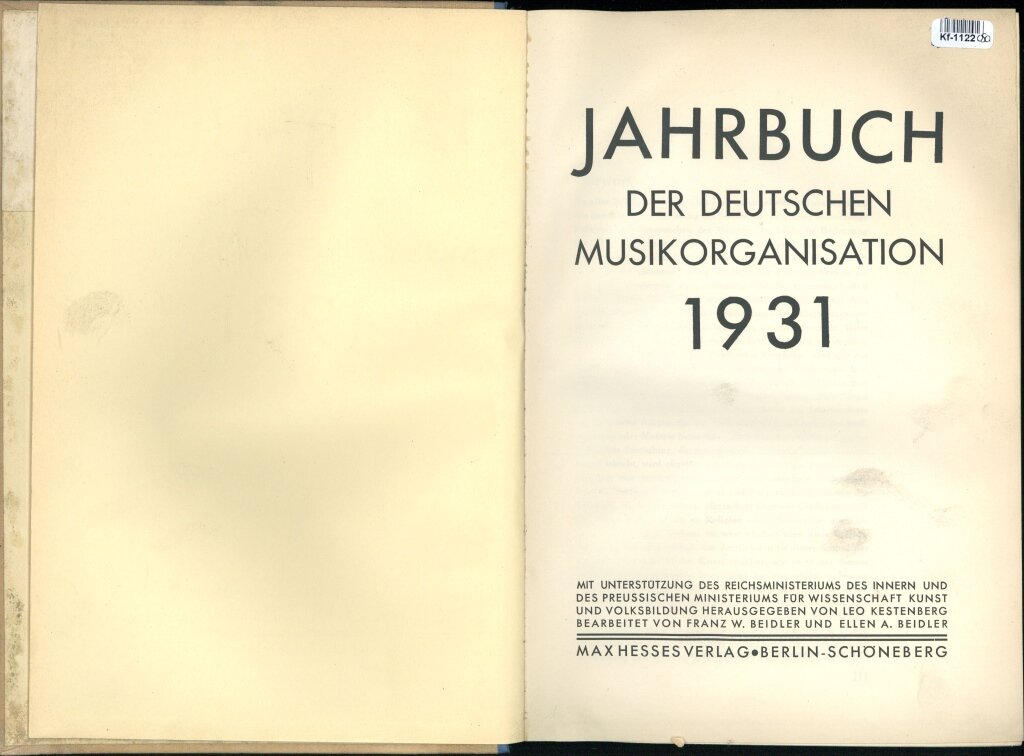 Kf-1122
JAHRBUCH
DER DEUTSCHEN
MUSIKORGANISATION
1931
MIT UNTERSTÜTZUNG DES REICHSMINISTERIUMS DES INNERN UND
DES PREUSSISCHEN MINISTERIUMS FÜR WISSENSCHAFT KUNST
UND VOLKSBILDUNG HERAUSGEGEBEN VON LEO KESTENBERG
BEARBEITET VON FRANZ W. BEIDLER UND ELLEN A. BEIDLER
MAX HESSES VERLAG•BERLIN-SCHÖNEBERG